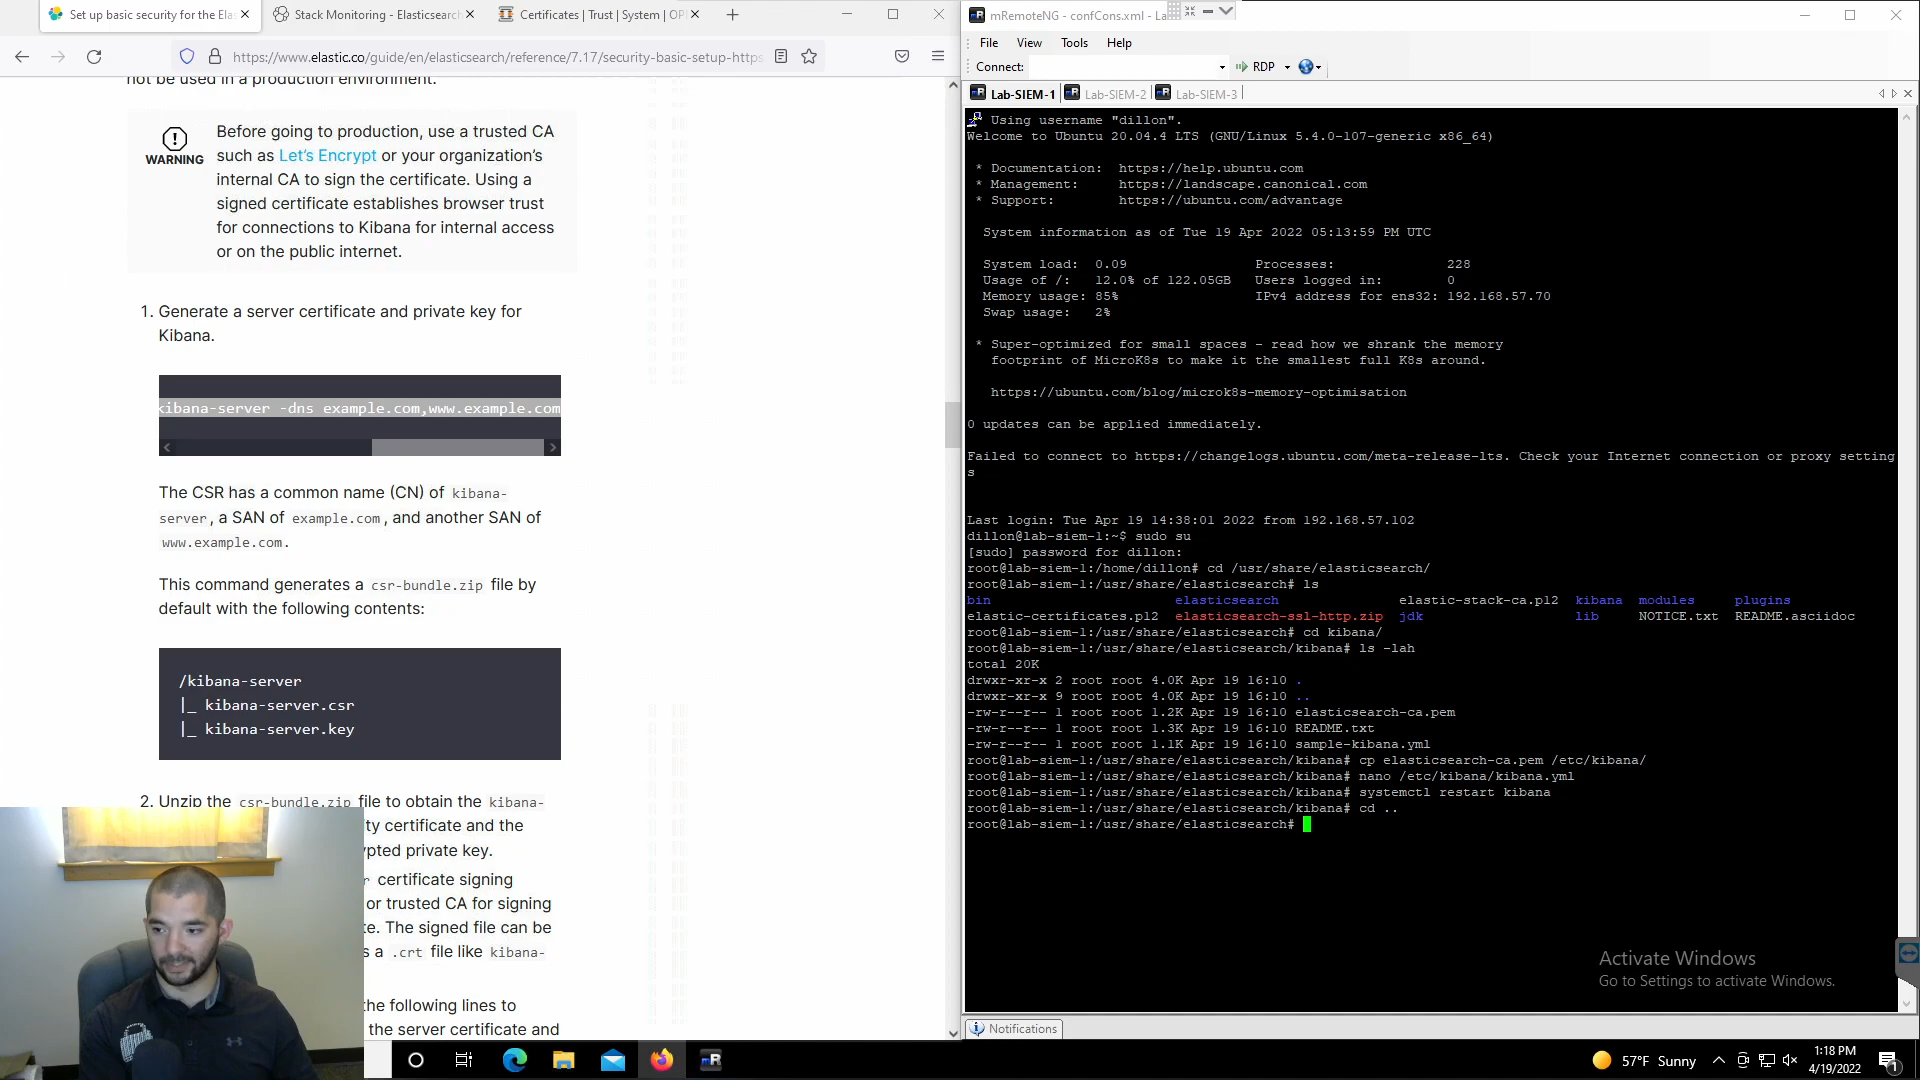 Set up basic security for the Ela
Stack Monitoring - Elasticsearch
Certificates | Trust | System | OP
https://www.elastic.co/guide/en/elasticsearch/reference/7.17/security-basic-setup-https
not be used in a production environment.
WARNING
Before going to production, use a trusted CA
such as Let's Encrypt or your organization's
internal CA to sign the certificate. Using a
signed certificate establishes browser trust
for connections to Kibana for internal access
or on the public internet.
1. Generate a server certificate and private key for
Kibana.
kibana-server -dns example.com,www.example.com
The CSR has a common name (CN) of kibana-
server, a SAN of example.com, and another SAN of
www.example.com.
This command generates a csr-bundle.zip file by
default with the following contents:
/kibana-server
|_ kibana-server.csr
|_ kibana-server.key
2. Unzip the csr-bundle.zip file to obtain the kibana-
ty certificate and the
ypted private key.
r certificate signing
or trusted CA for signing
te. The signed file can be
s a .crt file like kibana-
the following lines to
the server certificate and
mRemoteNG - confCons.xml - La
File View Tools Help
Connect: RDP
Lab-SIEM-1 Lab-SIEM-2 Lab-SIEM-3
Using username "dillon".
Welcome to Ubuntu 20.04.4 LTS (GNU/Linux 5.4.0-107-generic x86_64)
* Documentation: https://help.ubuntu.com
* Management: https://landscape.canonical.com
* Support: https://ubuntu.com/advantage
System information as of Tue 19 Apr 2022 05:13:59 PM UTC
System load: 0.09 Processes: 228
Usage of /: 12.0% of 122.05GB Users logged in: 0
Memory usage: 85% IPv4 address for ens32: 192.168.57.70
Swap usage: 2%
* Super-optimized for small spaces - read how we shrank the memory
footprint of MicroK8s to make it the smallest full K8s around.
https://ubuntu.com/blog/microk8s-memory-optimisation
0 updates can be applied immediately.
Failed to connect to https://changelogs.ubuntu.com/meta-release-lts. Check your Internet connection or proxy setting
s
Last login: Tue Apr 19 14:38:01 2022 from 192.168.57.102
dillon@lab-siem-1:~$ sudo su
[sudo] password for dillon:
root@lab-siem-1:/home/dillon# cd /usr/share/elasticsearch/
root@lab-siem-1:/usr/share/elasticsearch# ls
bin elasticsearch elastic-stack-ca.p12 kibana modules plugins
elastic-certificates.p12 elasticsearch-ssl-http.zip jdk lib NOTICE.txt README.asciidoc
root@lab-siem-1:/usr/share/elasticsearch# cd kibana/
root@lab-siem-1:/usr/share/elasticsearch/kibana# ls -lah
total 20K
drwxr-xr-x 2 root root 4.0K Apr 19 16:10 .
drwxr-xr-x 9 root root 4.0K Apr 19 16:10 ..
-rw-r--r-- 1 root root 1.2K Apr 19 16:10 elasticsearch-ca.pem
-rw-r--r-- 1 root root 1.3K Apr 19 16:10 README.txt
-rw-r--r-- 1 root root 1.1K Apr 19 16:10 sample-kibana.yml
root@lab-siem-1:/usr/share/elasticsearch/kibana# cp elasticsearch-ca.pem /etc/kibana/
root@lab-siem-1:/usr/share/elasticsearch/kibana# nano /etc/kibana/kibana.yml
root@lab-siem-1:/usr/share/elasticsearch/kibana# systemctl restart kibana
root@lab-siem-1:/usr/share/elasticsearch/kibana# cd ..
root@lab-siem-1:/usr/share/elasticsearch#
Activate Windows
Go to Settings to activate Windows.
Notifications
57°F Sunny
1:18 PM
4/19/2022
1